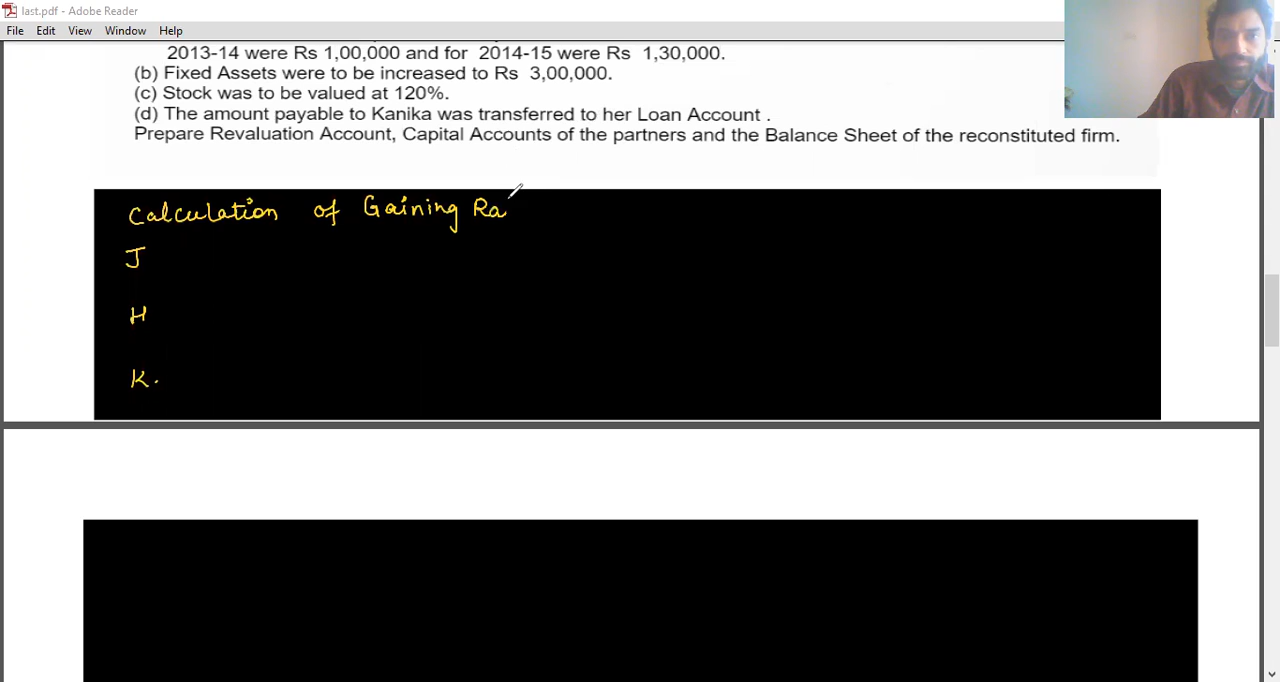 last.pdf - Adobe Reader
File Edit View Window Help
2013-14 were Rs 1,00,000 and for 2014-15 were Rs 1,30,000.
(b) Fixed Assets were to be increased to Rs 3,00,000.
(c) Stock was to be valued at 120%.
(d) The amount payable to Kanika was transferred to her Loan Account .
Prepare Revaluation Account, Capital Accounts of the partners and the Balance Sheet of the reconstituted firm.
Calculation of Gaining Ra
J
H
K.